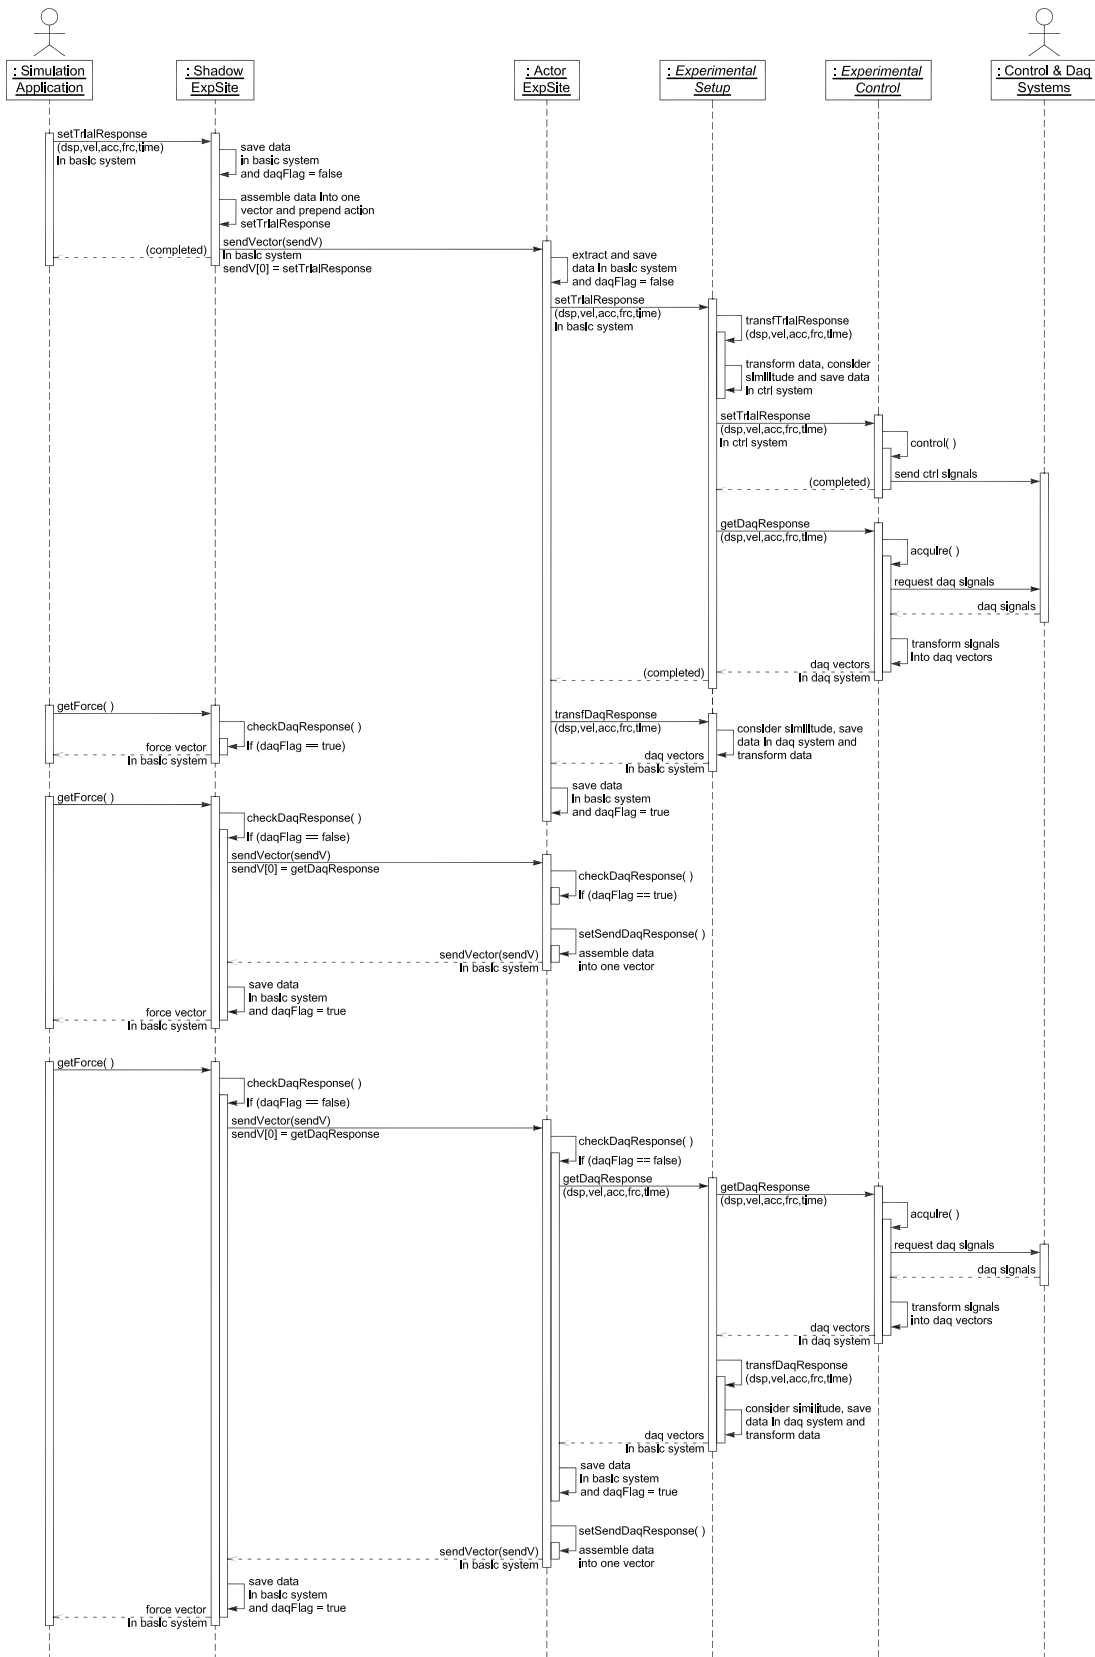 : Simulation
Application
: Shadow
ExpSite
: Actor
ExpSite
: Experimental
Setup
: Experimental
Control
: Control & Daq
Systems
setTrialResponse
(dsp,vel,acc,frc,time)
in basic system
save data
in basic system
and daqFlag = false
assemble data into one
vector and prepend action
setTrialResponse
(completed)
sendVector(sendV)
in basic system
sendV[0] = setTrialResponse
extract and save
data in basic system
and daqFlag = false
setTrialResponse
(dsp,vel,acc,frc,time)
in basic system
transfTrialResponse
(dsp,vel,acc,frc,time)
transform data, consider
similitude and save data
in ctrl system
setTrialResponse
(dsp,vel,acc,frc,time)
in ctrl system
control( )
send ctrl signals
(completed)
getDaqResponse
(dsp,vel,acc,frc,time)
acquire( )
request daq signals
daq signals
transform signals
into daq vectors
daq vectors
in daq system
(completed)
getForce( )
checkDaqResponse( )
if (daqFlag == true)
force vector
in basic system
transfDaqResponse
(dsp,vel,acc,frc,time)
consider similitude, save
data in daq system and
transform data
daq vectors
in basic system
save data
in basic system
and daqFlag = true
getForce( )
checkDaqResponse( )
if (daqFlag == false)
sendVector(sendV)
sendV[0] = getDaqResponse
checkDaqResponse( )
if (daqFlag == true)
setSendDaqResponse( )
assemble data
into one vector
sendVector(sendV)
in basic system
save data
in basic system
and daqFlag = true
force vector
in basic system
getForce( )
checkDaqResponse( )
if (daqFlag == false)
sendVector(sendV)
sendV[0] = getDaqResponse
checkDaqResponse( )
if (daqFlag == false)
getDaqResponse
(dsp,vel,acc,frc,time)
getDaqResponse
(dsp,vel,acc,frc,time)
acquire( )
request daq signals
daq signals
transform signals
into daq vectors
daq vectors
in daq system
transfDaqResponse
(dsp,vel,acc,frc,time)
consider similitude, save
data in daq system and
transform data
daq vectors
in basic system
save data
in basic system
and daqFlag = true
setSendDaqResponse( )
assemble data
into one vector
sendVector(sendV)
in basic system
save data
in basic system
and daqFlag = true
force vector
in basic system